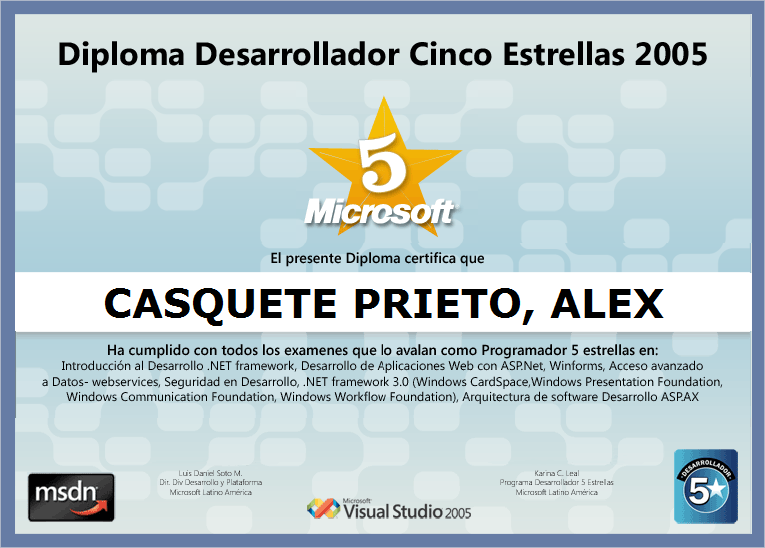 Diploma Desarrollador Cinco Estrellas 2005
5
Microsoft
El presente Diploma certifica que
CASQUETE PRIETO, ALEX
Ha cumplido con todos los examenes que lo avalan como Programador 5 estrellas en:
Introducción al Desarrollo .NET framework, Desarrollo de Aplicaciones Web con ASP.Net, Winforms, Acceso avanzado
a Datos- webservices, Seguridad en Desarrollo, .NET framework 3.0 (Windows CardSpace,Windows Presentation Foundation,
Windows Communication Foundation, Windows Workflow Foundation), Arquitectura de software Desarrollo ASP.AX
msdn
Luis Daniel Soto M.
Dir. Div Desarrollo y Plataforma
Microsoft Latino América
Microsoft
Visual Studio 2005
Karina C. Leal
Programa Desarrollador 5 Estrellas
Microsoft Latino América
DESARROLLADOR
5